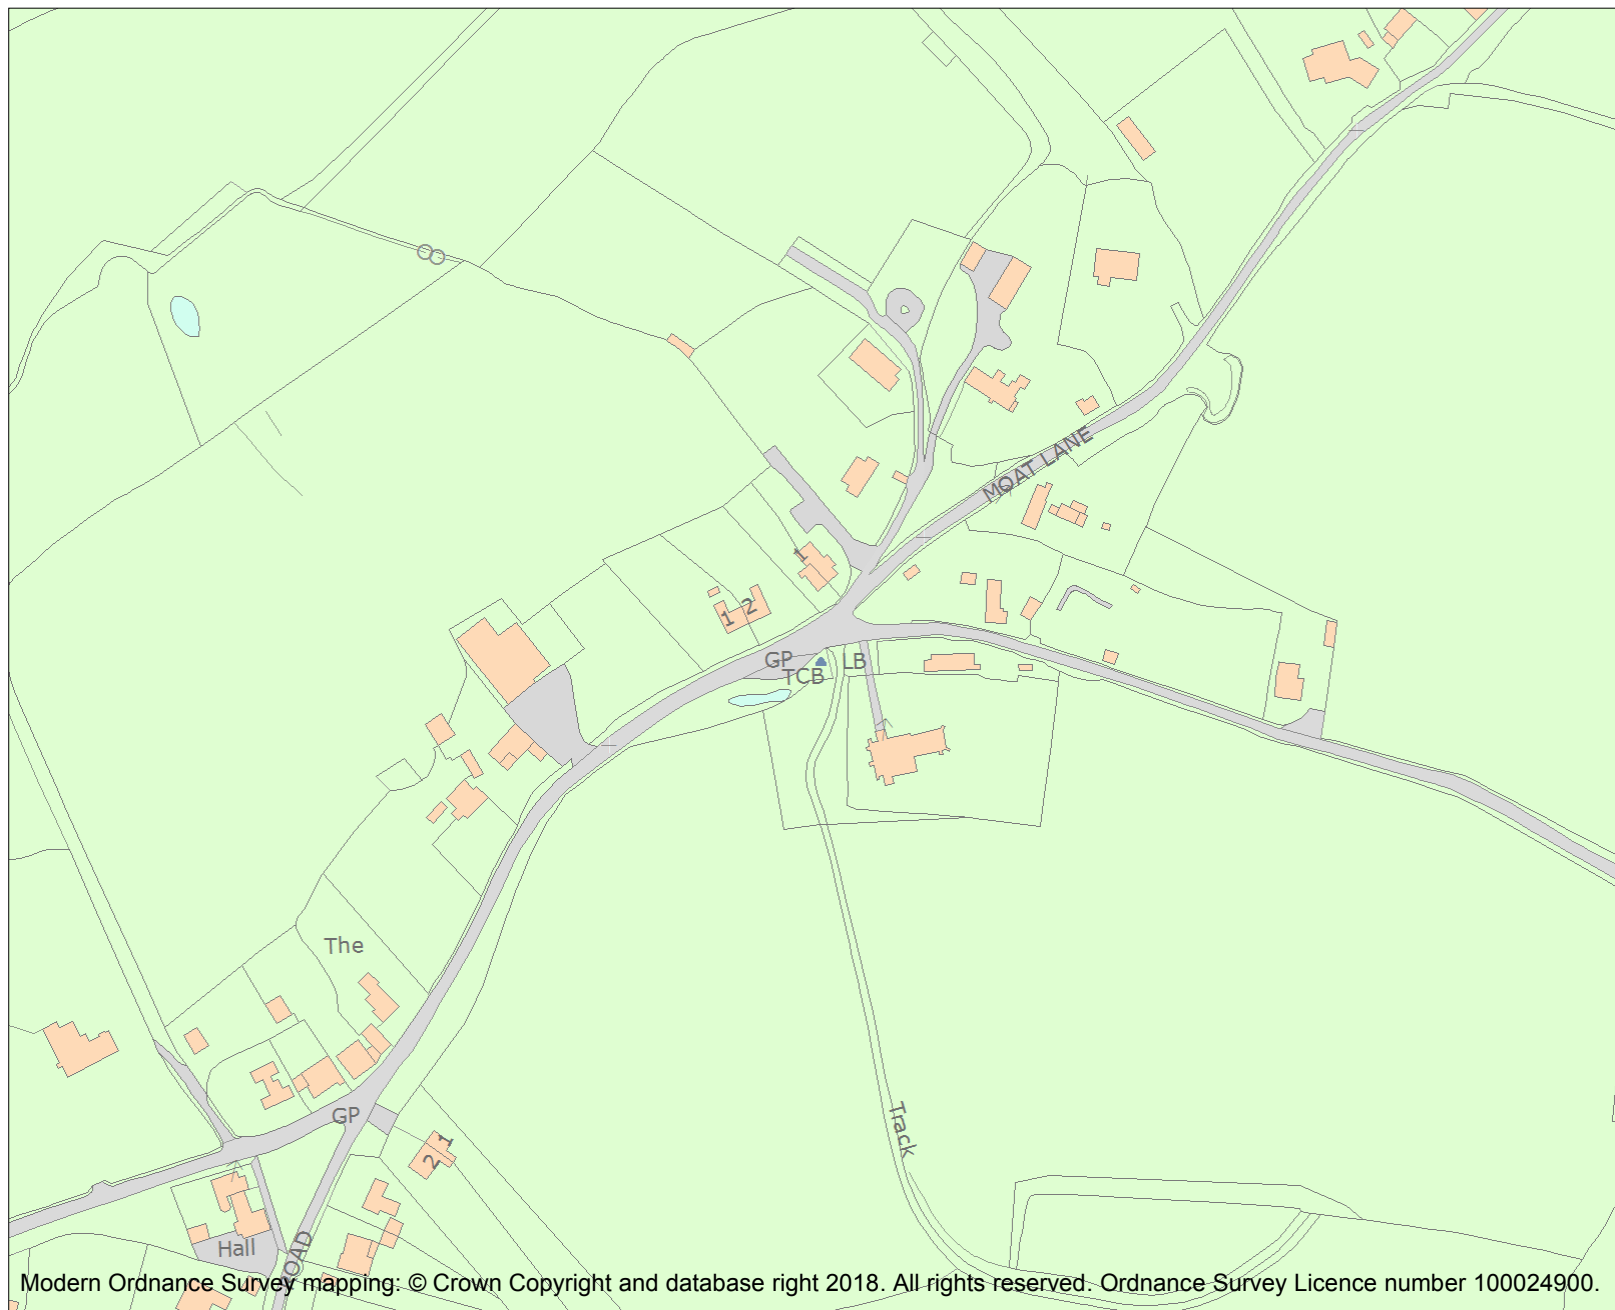 MOAT LANE
1
1 2
GP
LB
TCB
The
Track
GP
1
2
Hall
ROAD
Modern Ordnance Survey mapping: © Crown Copyright and database right 2018. All rights reserved. Ordnance Survey Licence number 100024900.